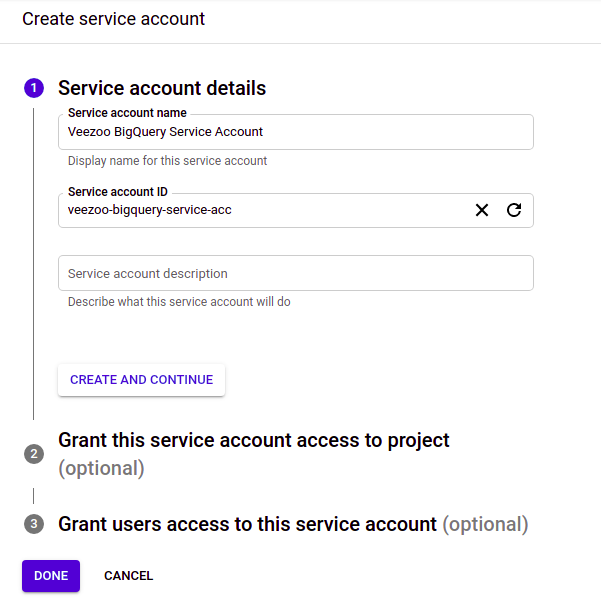 Create service account
1 Service account details
Service account name
Veezoo BigQuery Service Account
Display name for this service account
Service account ID
veezoo-bigquery-service-acc
Service account description
Describe what this service account will do
CREATE AND CONTINUE
2 Grant this service account access to project
(optional)
3 Grant users access to this service account (optional)
DONE CANCEL